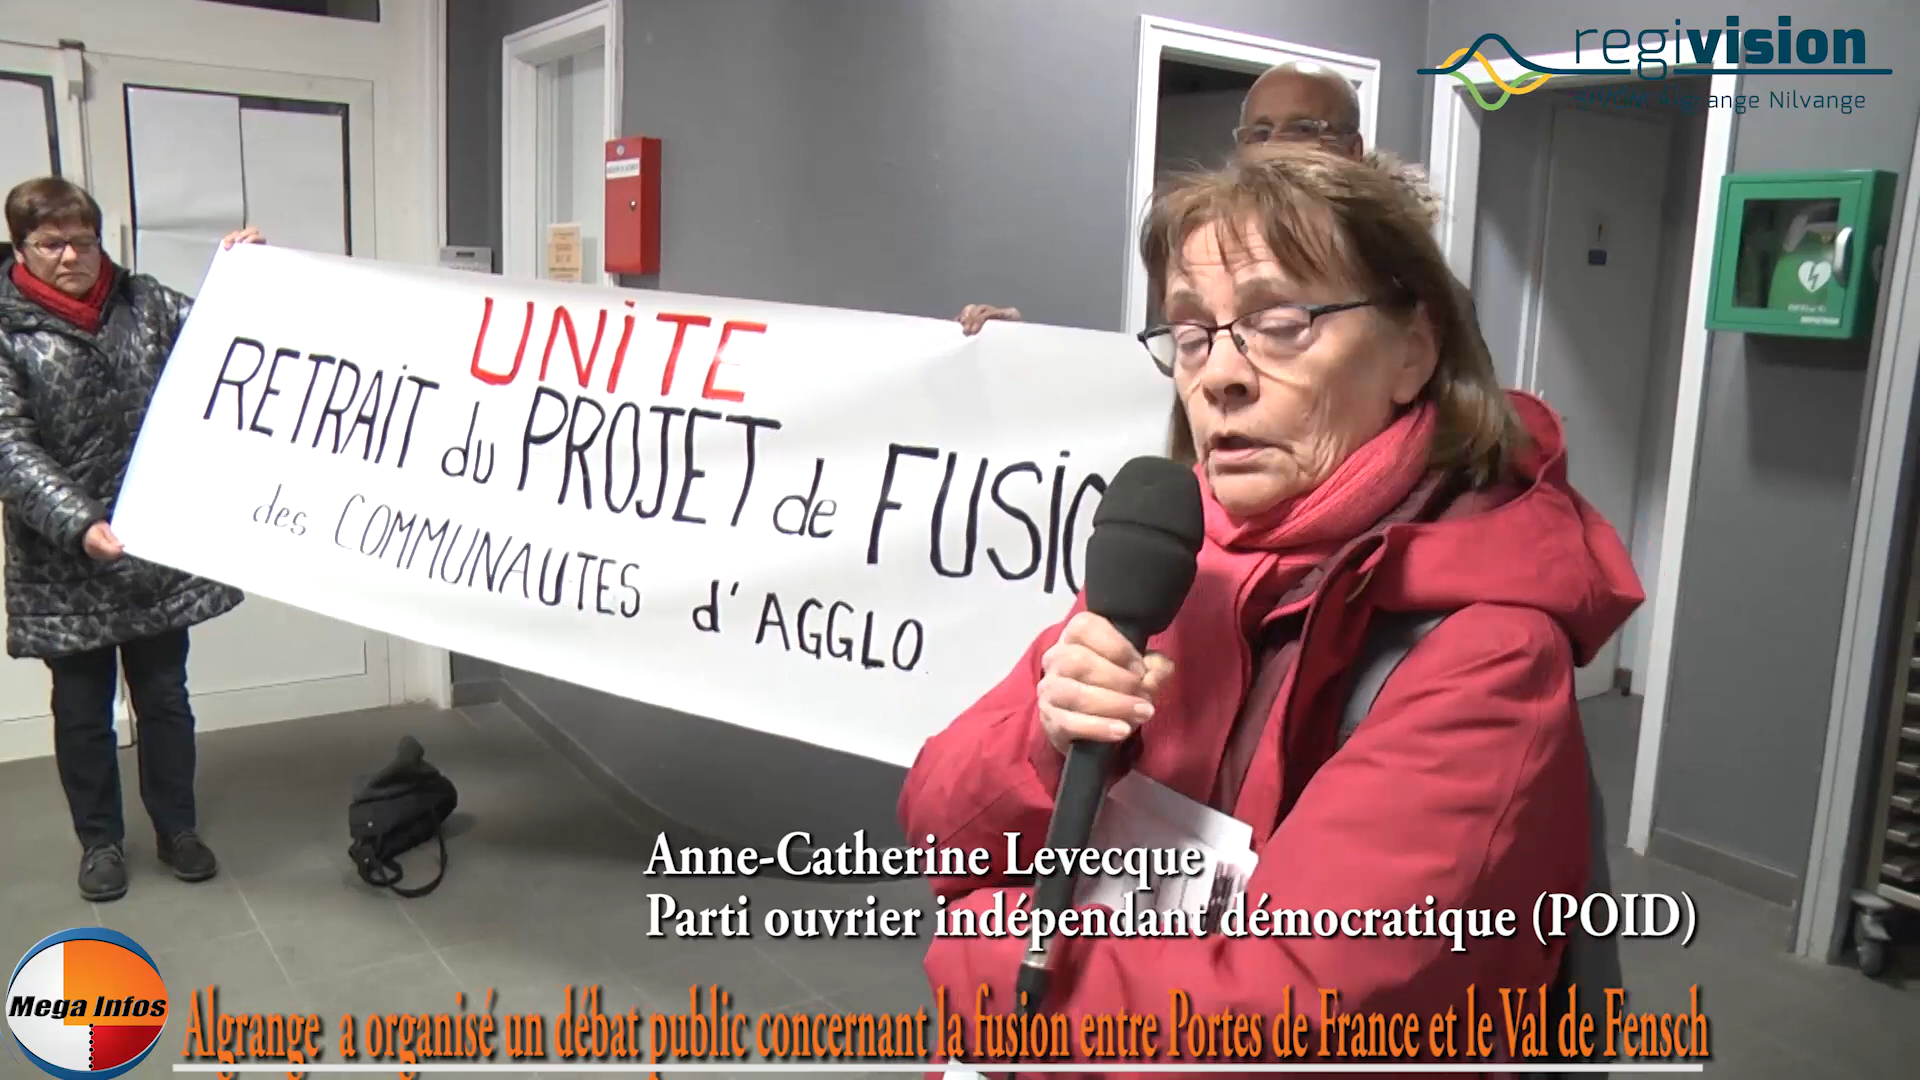 regivision
Algrange Nilvange
UNITE
RETRAIT du PROJET de FUSIO
des COMMUNAUTES d'AGGLO
Anne-Catherine Levecque
Parti ouvrier indépendant démocratique (POID)
Mega Infos
Algrange a organisé un débat public concernant la fusion entre Portes de France et le Val de Fensch